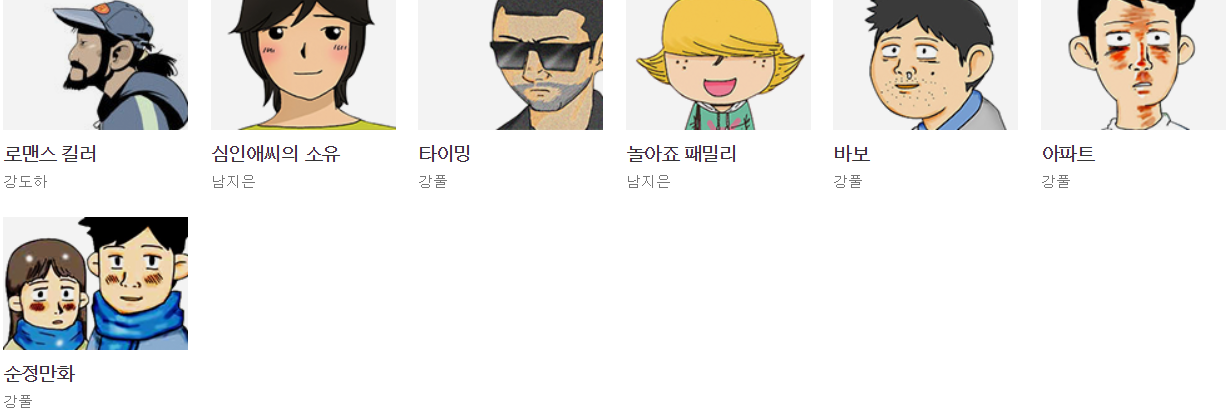 로맨스 킬러
강도하
심인애씨의 소유
남지은
타이밍
강풀
놀아죠 패밀리
남지은
바보
강풀
아파트
강풀
순정만화
강풀